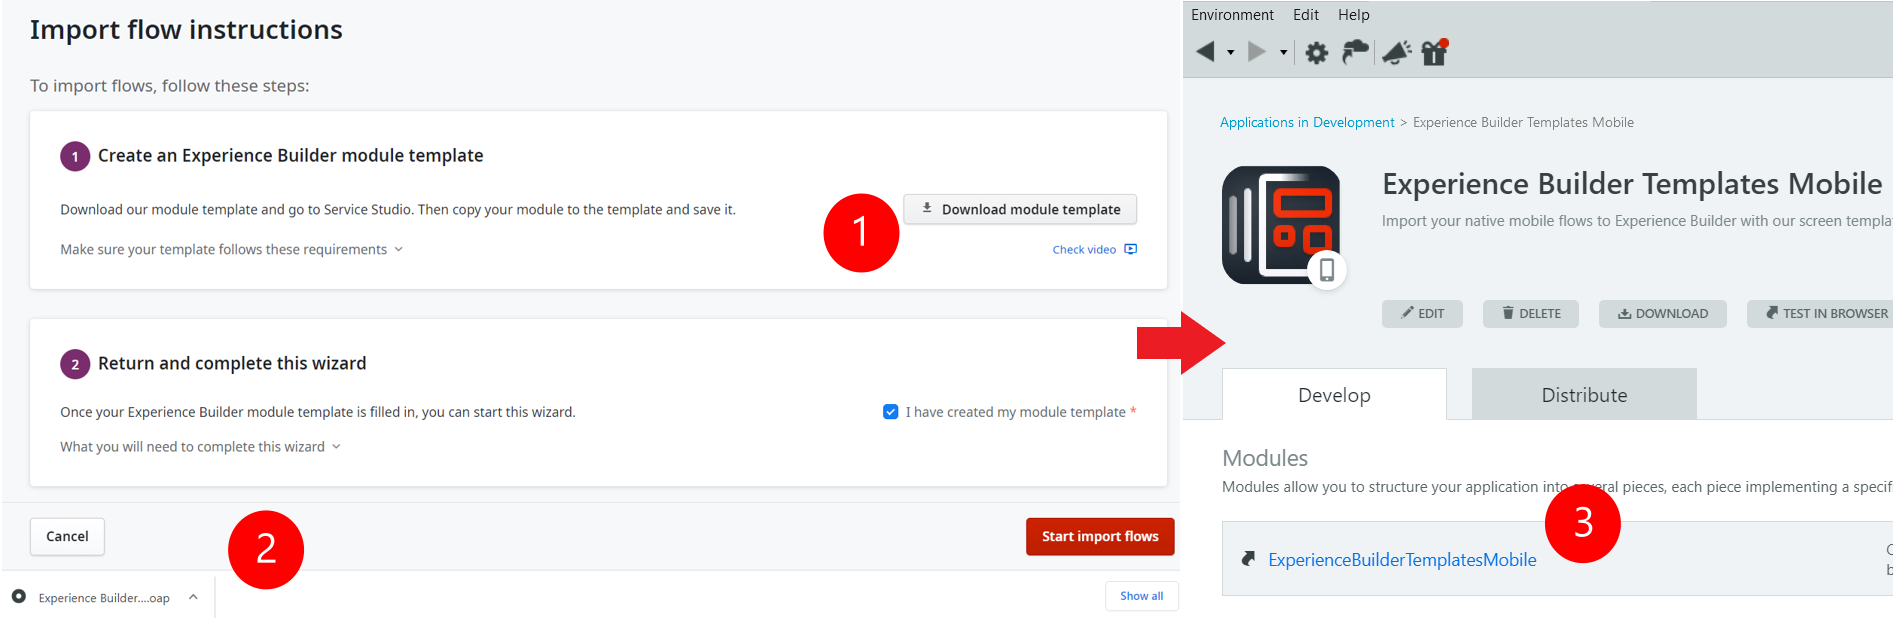 Import flow instructions
To import flows, follow these steps:
1 Create an Experience Builder module template
Download our module template and go to Service Studio. Then copy your module to the template and save it.
1
Download module template
Make sure your template follows these requirements
Check video
2 Return and complete this wizard
Once your Experience Builder module template is filled in, you can start this wizard.
I have created my module template *
What you will need to complete this wizard
Cancel
2
Start import flows
Experience Builder....oap
Show all
Environment Edit Help
Applications in Development > Experience Builder Templates Mobile
Experience Builder Templates Mobile
Import your native mobile flows to Experience Builder with our screen templa
EDIT DELETE DOWNLOAD TEST IN BROWSER
Develop Distribute
Modules
Modules allow you to structure your application into several pieces, each piece implementing a specif
3
ExperienceBuilderTemplatesMobile